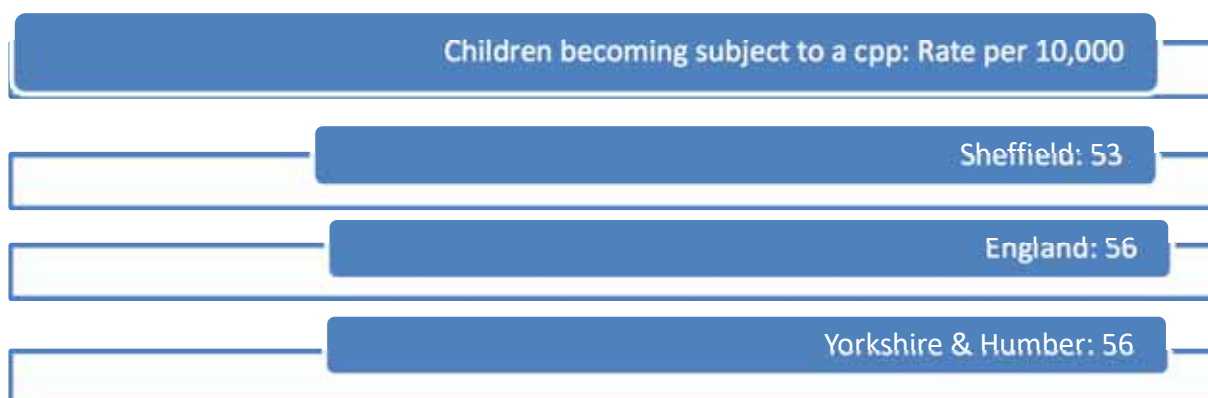 Children becoming subject to a cpp: Rate per 10,000
Sheffield: 53
England: 56
Yorkshire & Humber: 56